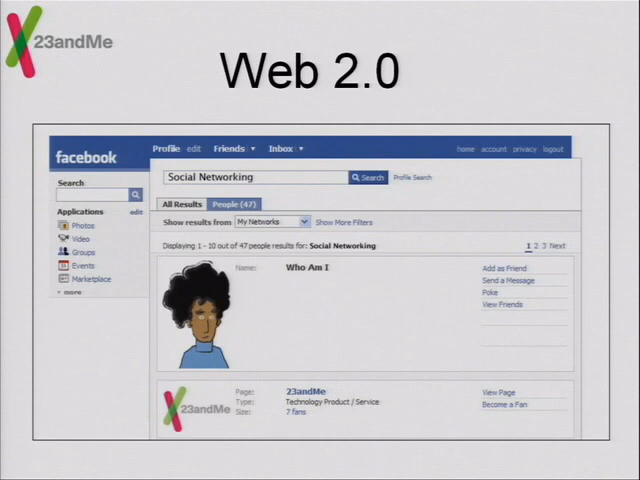 23andMe
Web 2.0
facebook
Profile edit Friends Inbox
home account privacy logout
Search
Applications edit
Photos
Video
Groups
Events
Marketplace
more
Social Networking Search Profile Search
All Results People (47)
Show results from My Networks Show More Filters
Displaying 1 - 10 out of 47 people results for: Social Networking 1 2 3 Next
Name: Who Am I
Add as Friend
Send a Message
Poke
View Friends
23andMe
Page: 23andMe
Type: Technology Product / Service
Size: 7 fans
View Page
Become a Fan